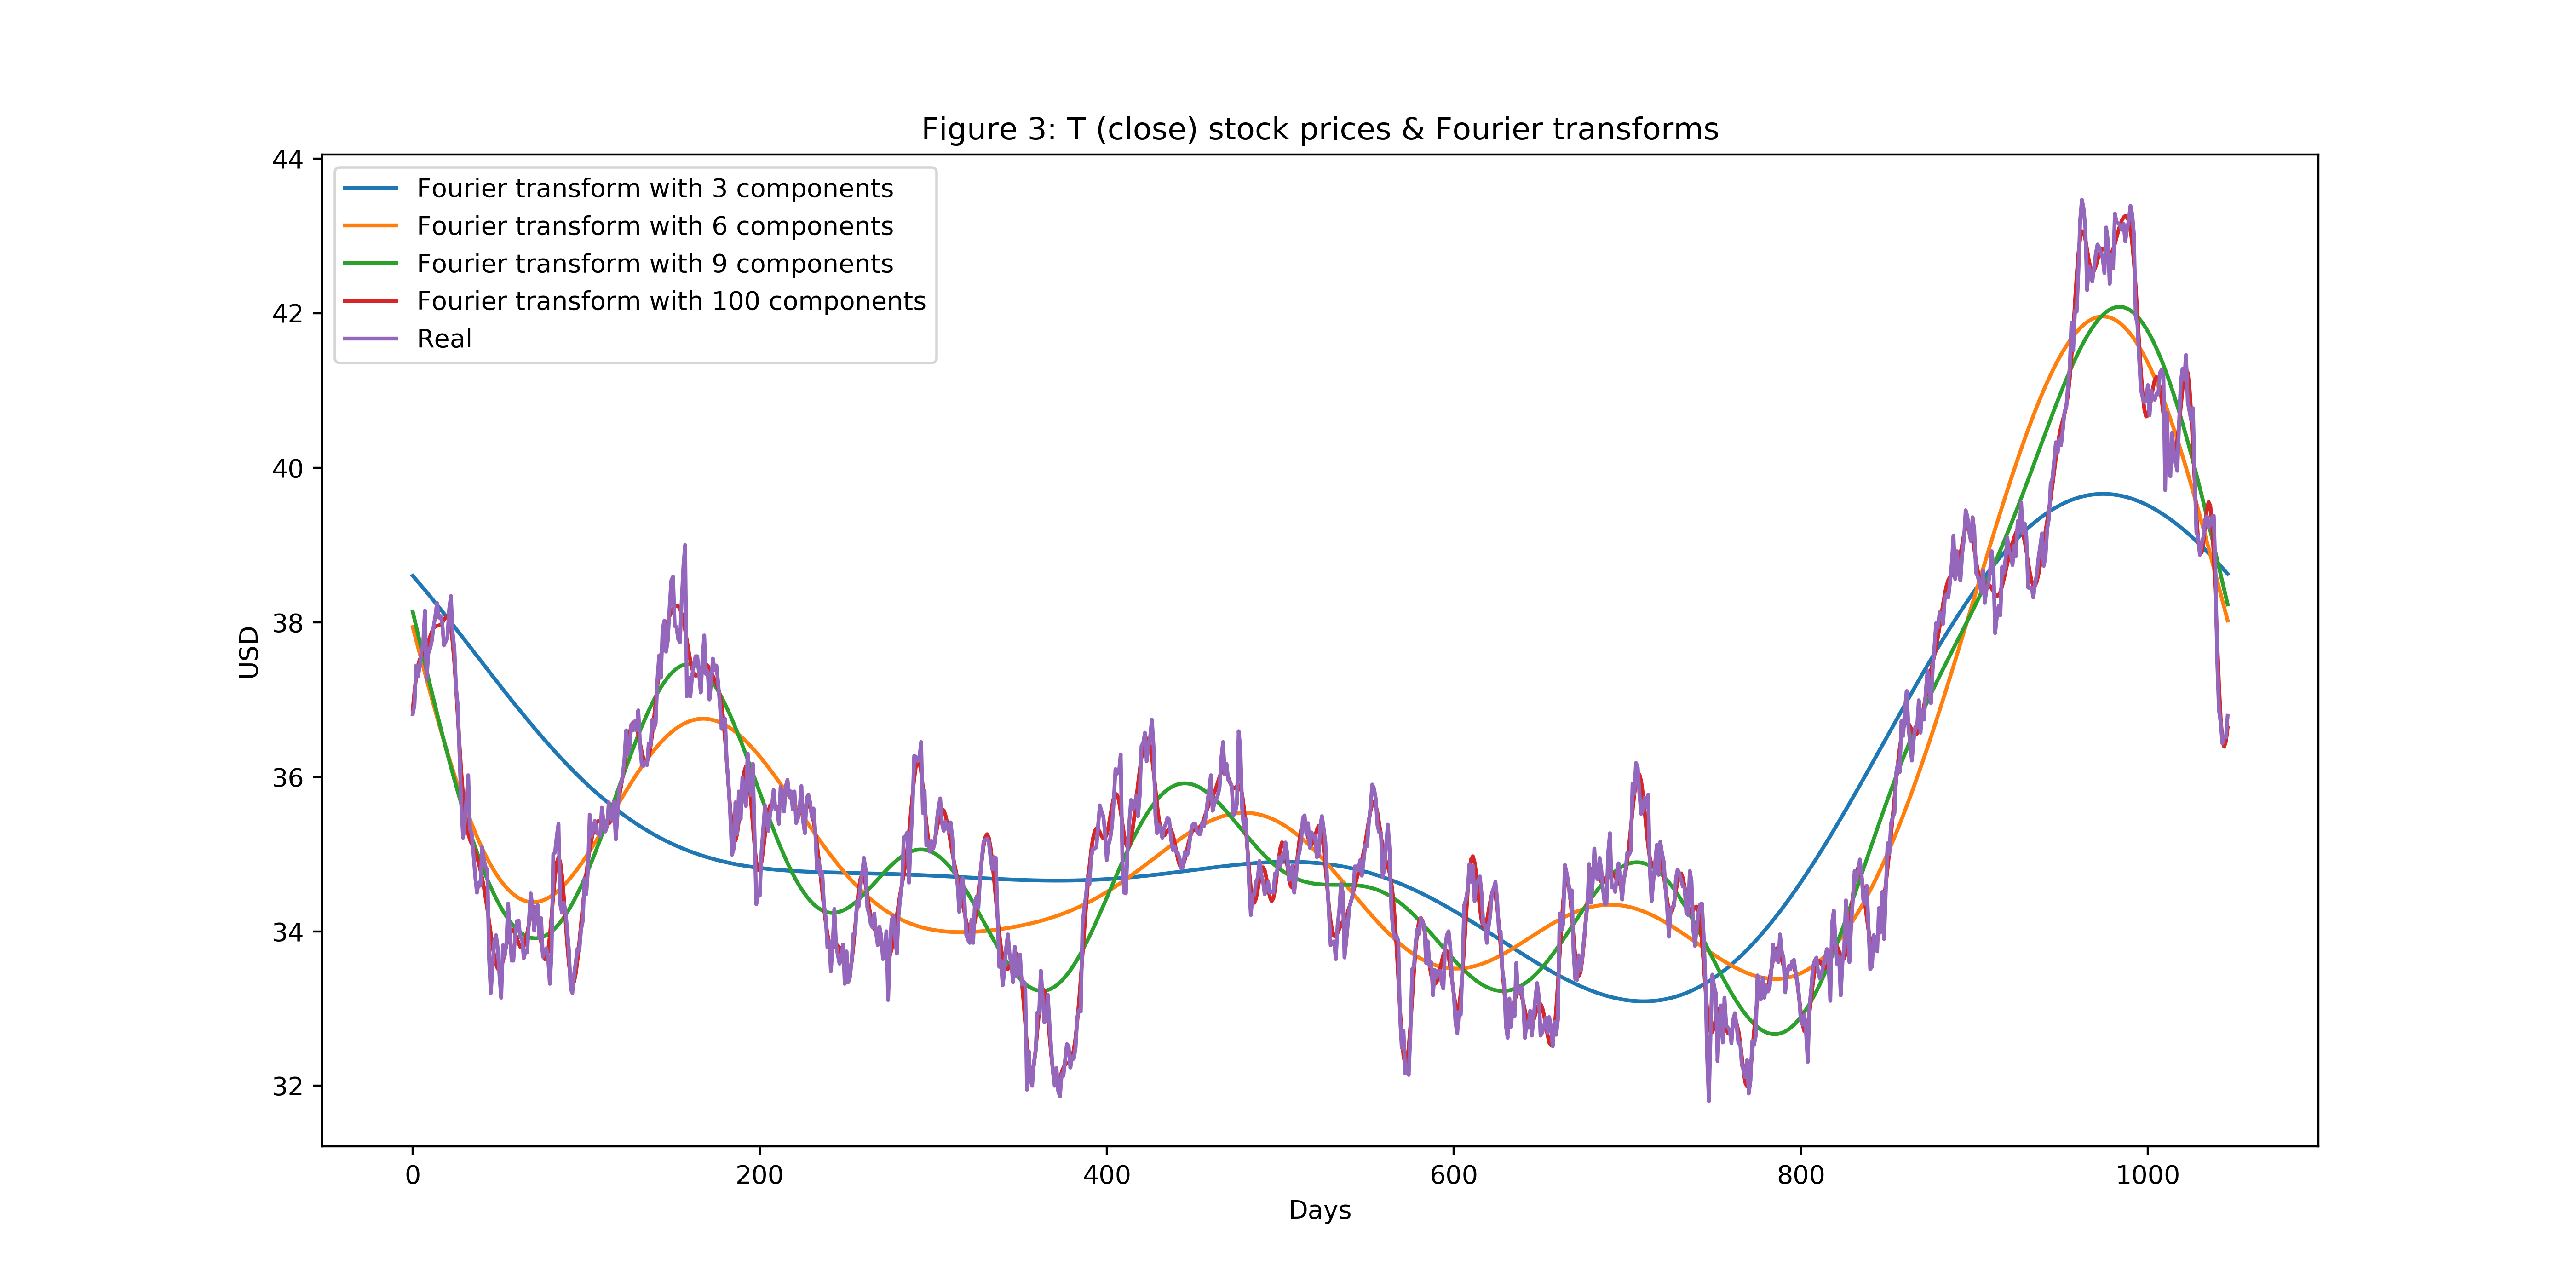 Figure 3: T (close) stock prices & Fourier transforms
44
42
40
38
36
34
32
USD
Fourier transform with 3 components
Fourier transform with 6 components
Fourier transform with 9 components
Fourier transform with 100 components
Real
0 200 400 600 800 1000
Days